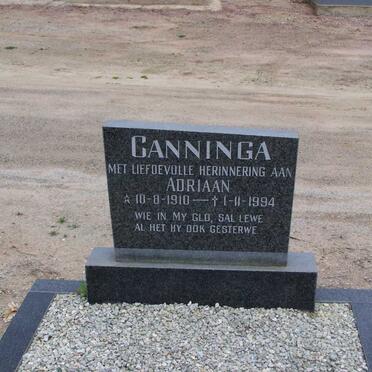 GANNINGA
MET LIEFDEVOLLE HERINNERING AAN
ADRIAAN
10-8-1910 — † 1-11-1994
WIE IN MY GLO, SAL LEWE
AL HET HY OOK GESTERWE